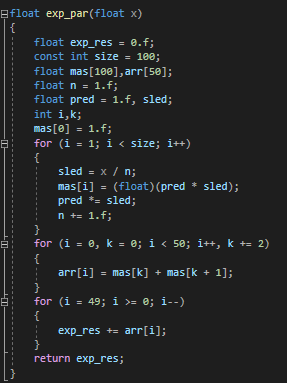 float exp_par(float x)
{
    float exp_res = 0.f;
    const int size = 100;
    float mas[100],arr[50];
    float n = 1.f;
    float pred = 1.f, sled;
    int i,k;
    mas[0] = 1.f;
    for (i = 1; i < size; i++)
    {
        sled = x / n;
        mas[i] = (float)(pred * sled);
        pred *= sled;
        n += 1.f;
    }
    for (i = 0, k = 0; i < 50; i++, k += 2)
    {
        arr[i] = mas[k] + mas[k + 1];
    }
    for (i = 49; i >= 0; i--)
    {
        exp_res += arr[i];
    }
    return exp_res;
}